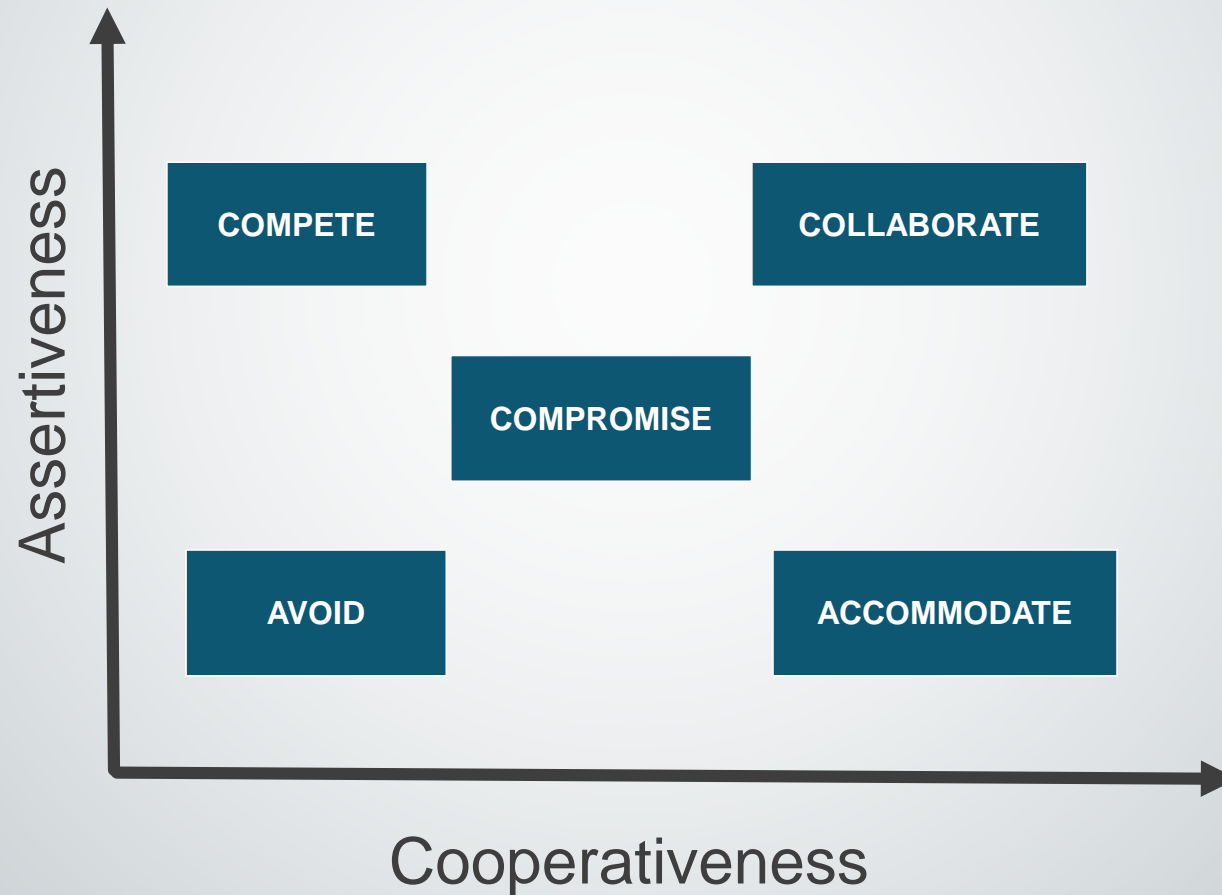 Assertiveness
COMPETE
COLLABORATE
COMPROMISE
AVOID
ACCOMMODATE
Cooperativeness